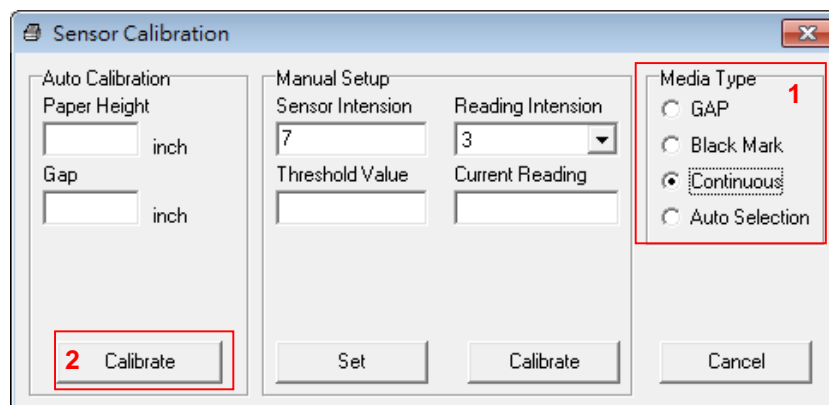 Sensor Calibration
Auto Calibration
Paper Height
inch
Gap
inch
2 Calibrate
Manual Setup
Sensor Intension Reading Intension
7 3
Threshold Value Current Reading
Set Calibrate
Media Type
1
GAP
Black Mark
Continuous
Auto Selection
Cancel